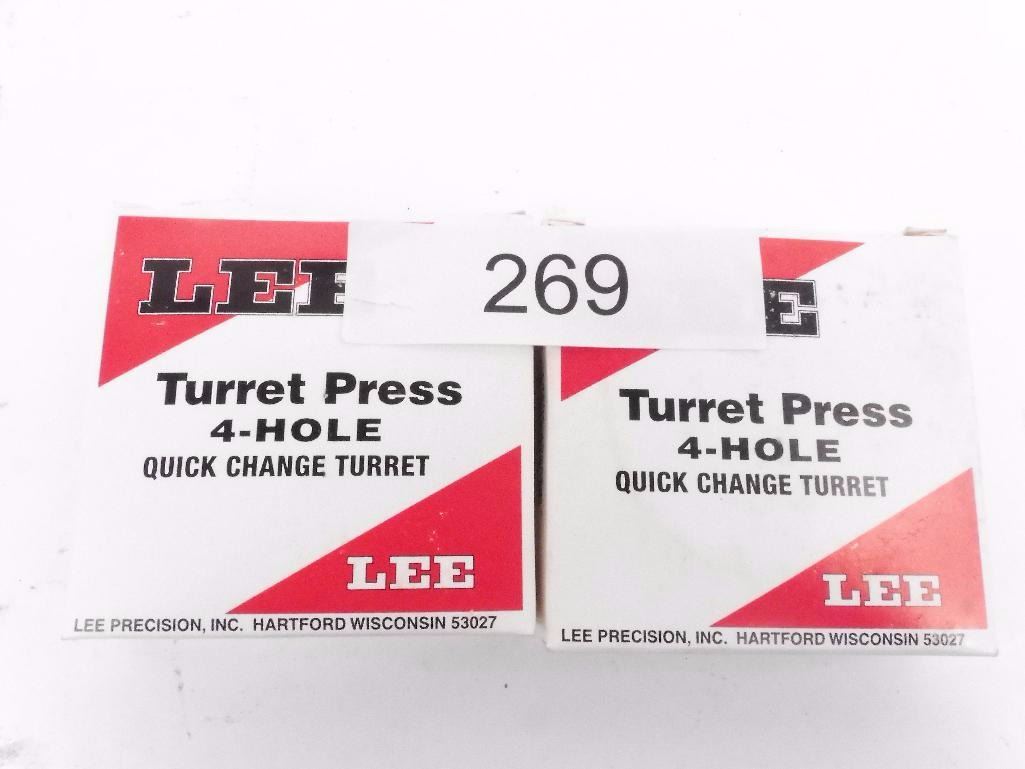 LEE
269
Turret Press
4-HOLE
QUICK CHANGE TURRET
LEE
LEE PRECISION, INC. HARTFORD WISCONSIN 53027
E
Turret Press
4-HOLE
QUICK CHANGE TURRET
LEE
LEE PRECISION, INC. HARTFORD WISCONSIN 53027